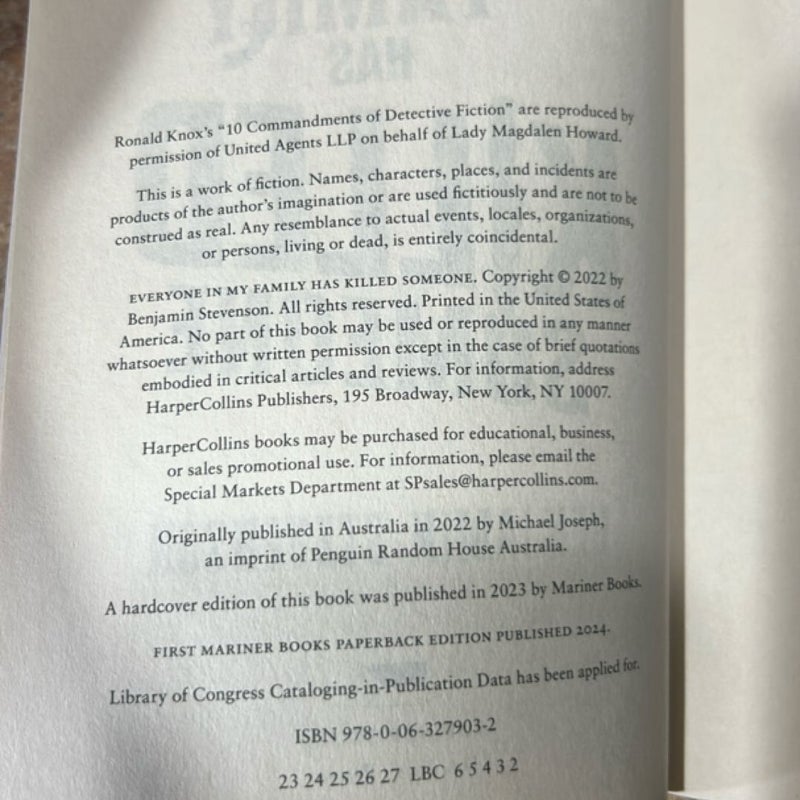 FAMILY
HAS
Ronald Knox's “10 Commandments of Detective Fiction” are reproduced by
permission of United Agents LLP on behalf of Lady Magdalen Howard.
This is a work of fiction. Names, characters, places, and incidents are
products of the author's imagination or are used fictitiously and are not to be
construed as real. Any resemblance to actual events, locales, organizations,
or persons, living or dead, is entirely coincidental.
EVERYONE IN MY FAMILY HAS KILLED SOMEONE. Copyright © 2022 by
Benjamin Stevenson. All rights reserved. Printed in the United States of
America. No part of this book may be used or reproduced in any manner
whatsoever without written permission except in the case of brief quotations
embodied in critical articles and reviews. For information, address
HarperCollins Publishers, 195 Broadway, New York, NY 10007.
HarperCollins books may be purchased for educational, business,
or sales promotional use. For information, please email the
Special Markets Department at SPsales@harpercollins.com.
Originally published in Australia in 2022 by Michael Joseph,
an imprint of Penguin Random House Australia.
A hardcover edition of this book was published in 2023 by Mariner Books.
FIRST MARINER BOOKS PAPERBACK EDITION PUBLISHED 2024.
Library of Congress Cataloging-in-Publication Data has been applied for.
ISBN 978-0-06-327903-2
23 24 25 26 27 LBC 6 5 4 3 2